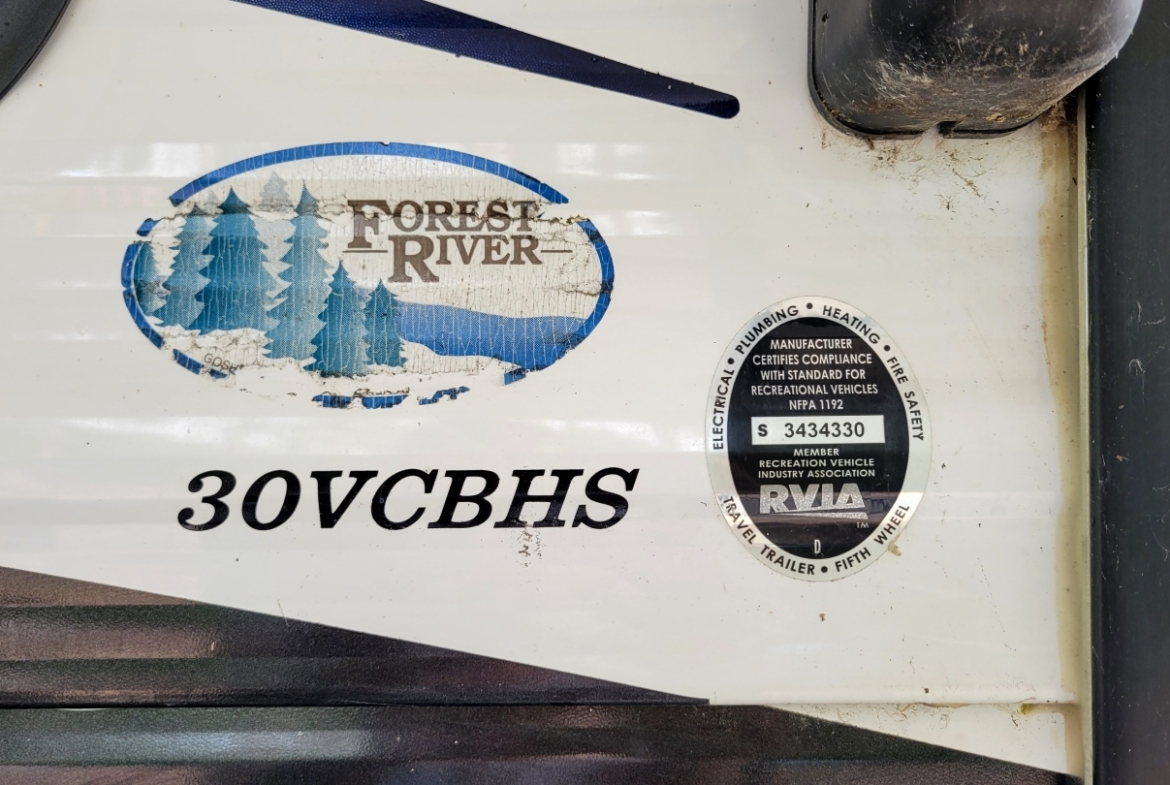 FOREST
RIVER
30VCBHS
ELECTRICAL • PLUMBING • HEATING • FIRE SAFETY
MANUFACTURER
CERTIFIES COMPLIANCE
WITH STANDARD FOR
RECREATIONAL VEHICLES
NFPA 1192
S 3434330
MEMBER
RECREATION VEHICLE
INDUSTRY ASSOCIATION
RVIA
TM
D
TRAVEL TRAILER • FIFTH WHEEL